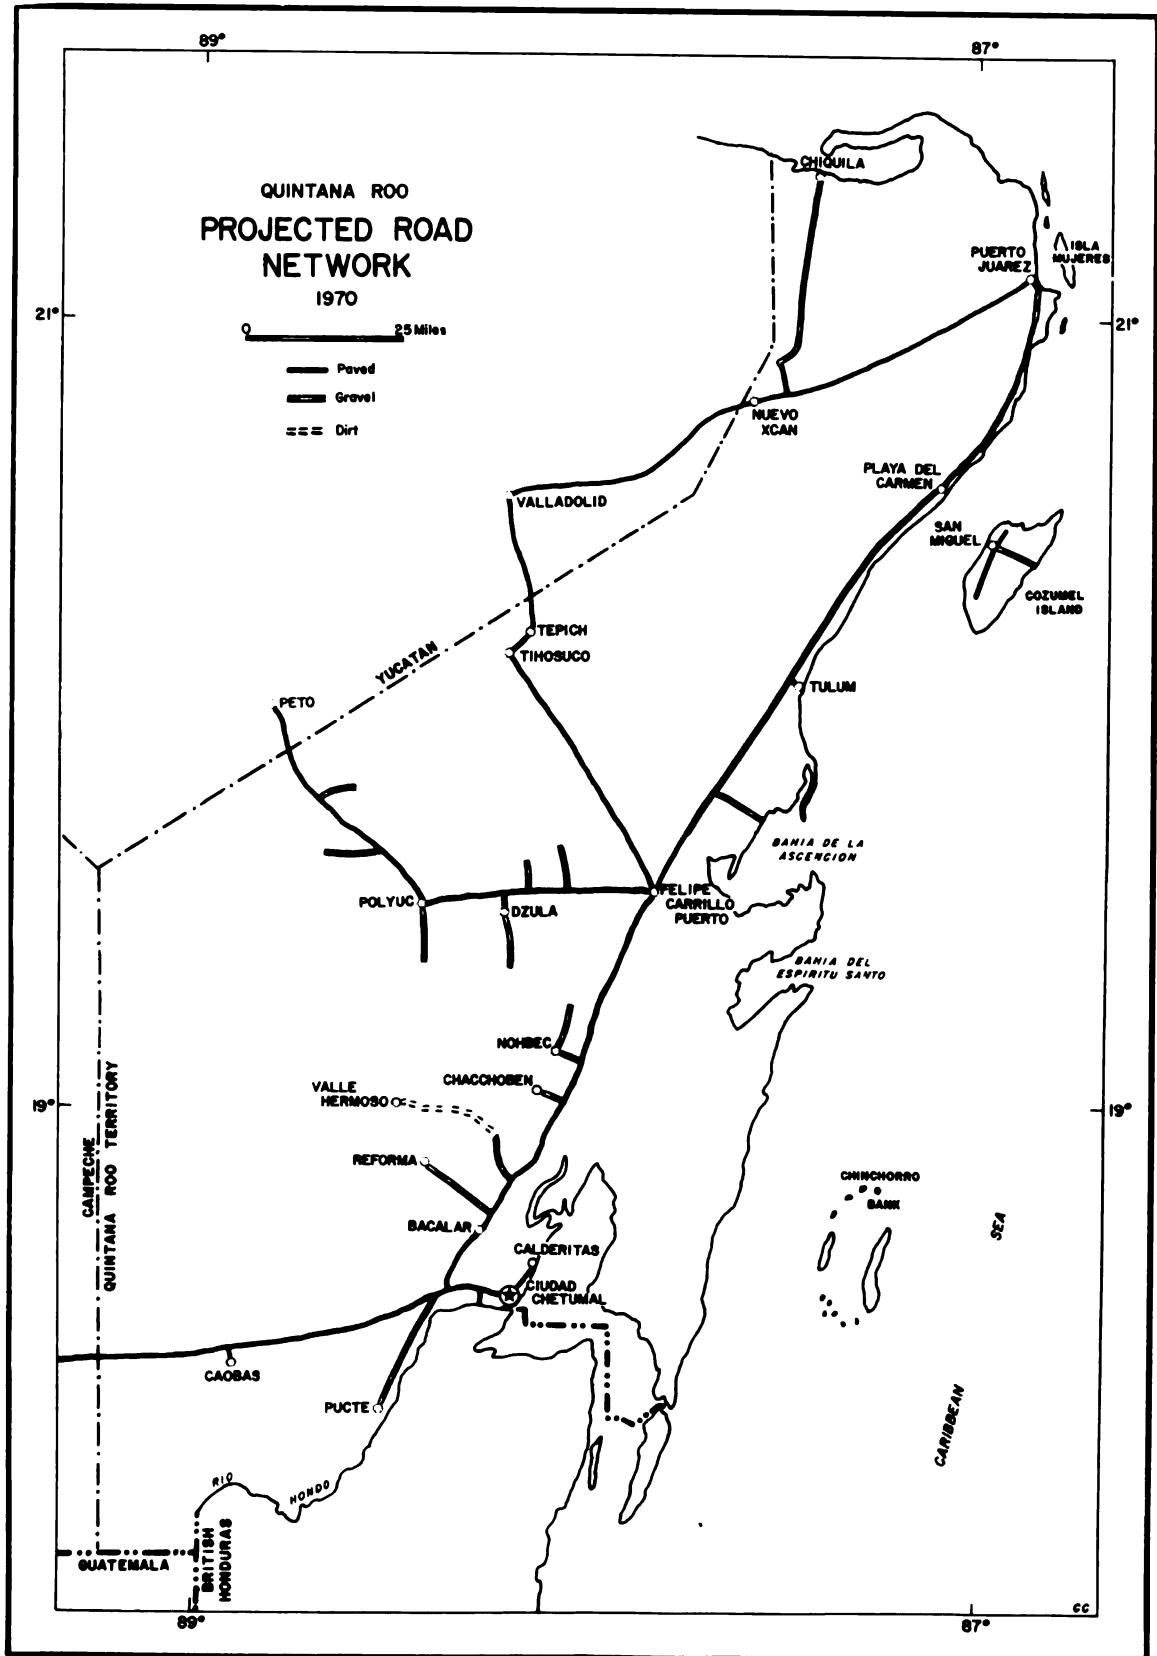 89°
87°
QUINTANA ROO
PROJECTED ROAD
NETWORK
1970
0
25 Miles
Paved
Gravel
Dirt
CHIQUILA
PUERTO
JUAREZ
ISLA
MUJERES
21°
21°
NUEVO
XCAN
PLAYA DEL
CARMEN
VALLADOLID
SAN
MIGUEL
COZUMEL
ISLAND
TEPICH
TIHOSUCO
YUCATAN
TULUM
PETO
BAHIA DE LA
ASCENCION
POLYUC
DZULA
FELIPE
CARRILLO
PUERTO
BAHIA DEL
ESPIRITU SANTO
NOHBEC
CHACCHOBEN
VALLE
HERMOSO
19°
19°
CAMPECHE
QUINTANA ROO TERRITORY
REFORMA
CHINCHORRO
BANK
BACALAR
CALDERITAS
CIUDAD
CHETUMAL
CARIBBEAN
SEA
CAOBAS
PUCTE
RIO
HONDO
GUATEMALA
BRITISH
HONDURAS
89°
87°
GG